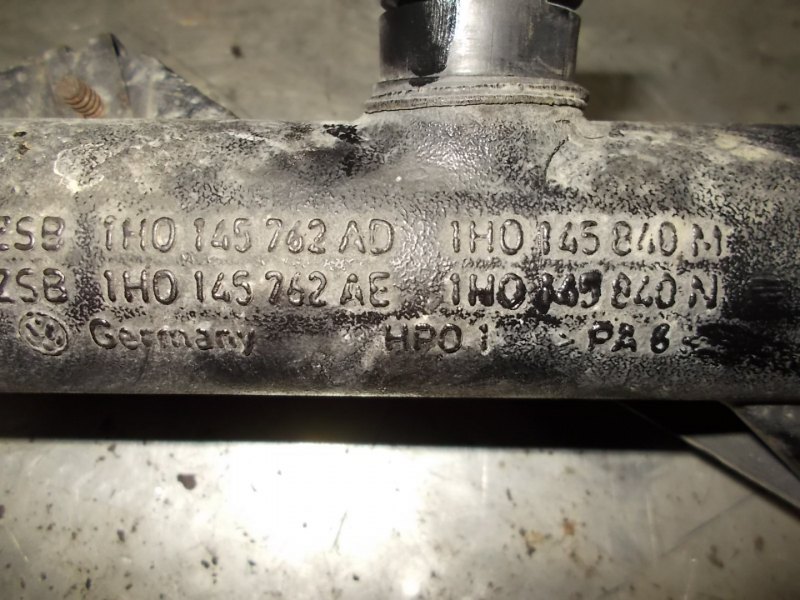 ZSB 1H0 145 762 AD 1H0 145 840 M
ZSB 1H0 145 762 AE 1H0 145 840 N
VW Germany HPO 1 >PA 6<